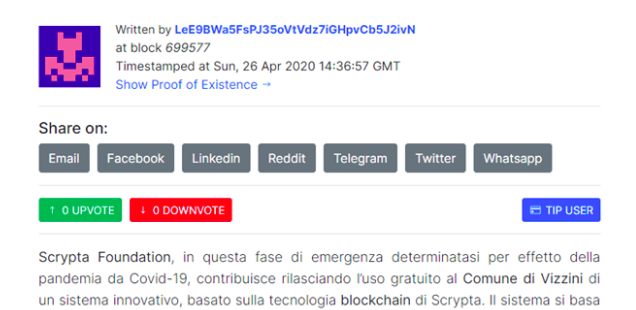 Written by LeE9BWa5FsPJ35oVtVdz7iGHpvCb5J2ivN
at block 699577
Timestamped at Sun, 26 Apr 2020 14:36:57 GMT
Show Proof of Existence →
Share on:
Email Facebook Linkedin Reddit Telegram Twitter Whatsapp
↑ 0 UPVOTE ↓ 0 DOWNVOTE TIP USER
Scrypta Foundation, in questa fase di emergenza determinatasi per effetto della
pandemia da Covid-19, contribuisce rilasciando l'uso gratuito al Comune di Vizzini di
un sistema innovativo, basato sulla tecnologia blockchain di Scrypta. Il sistema si basa